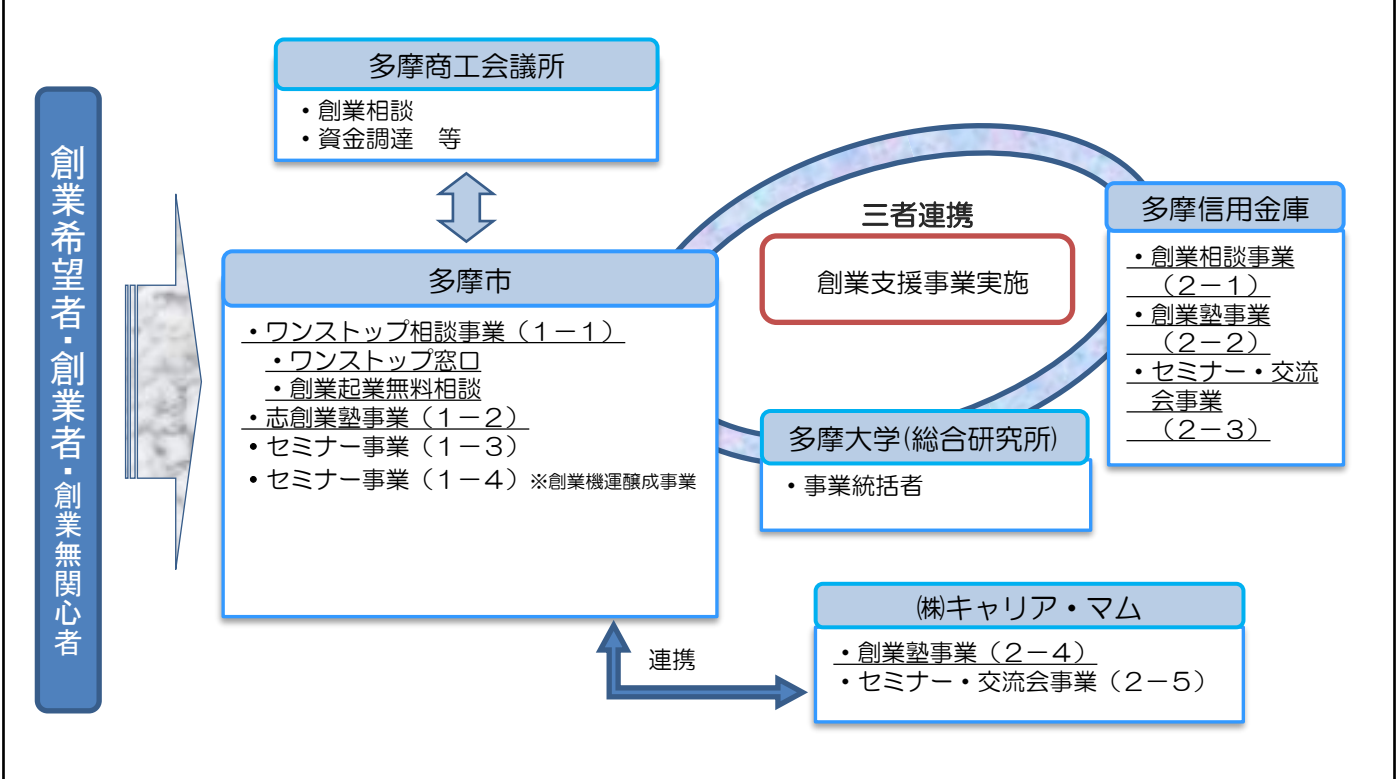 創業希望者・創業者・創業無関心者
多摩商工会議所
・創業相談
・資金調達　等
多摩市
・ワンストップ相談事業（１－１）
・ワンストップ窓口
・創業起業無料相談
・志創業塾事業（１－２）
・セミナー事業（１－３）
・セミナー事業（１－４）※創業機運醸成事業
三者連携
創業支援事業実施
多摩信用金庫
・創業相談事業
（２－１）
・創業塾事業
（２－２）
・セミナー・交流
会事業
（２－３）
多摩大学(総合研究所)
・事業統括者
連携
㈱キャリア・マム
・創業塾事業（２－４）
・セミナー・交流会事業（２－５）